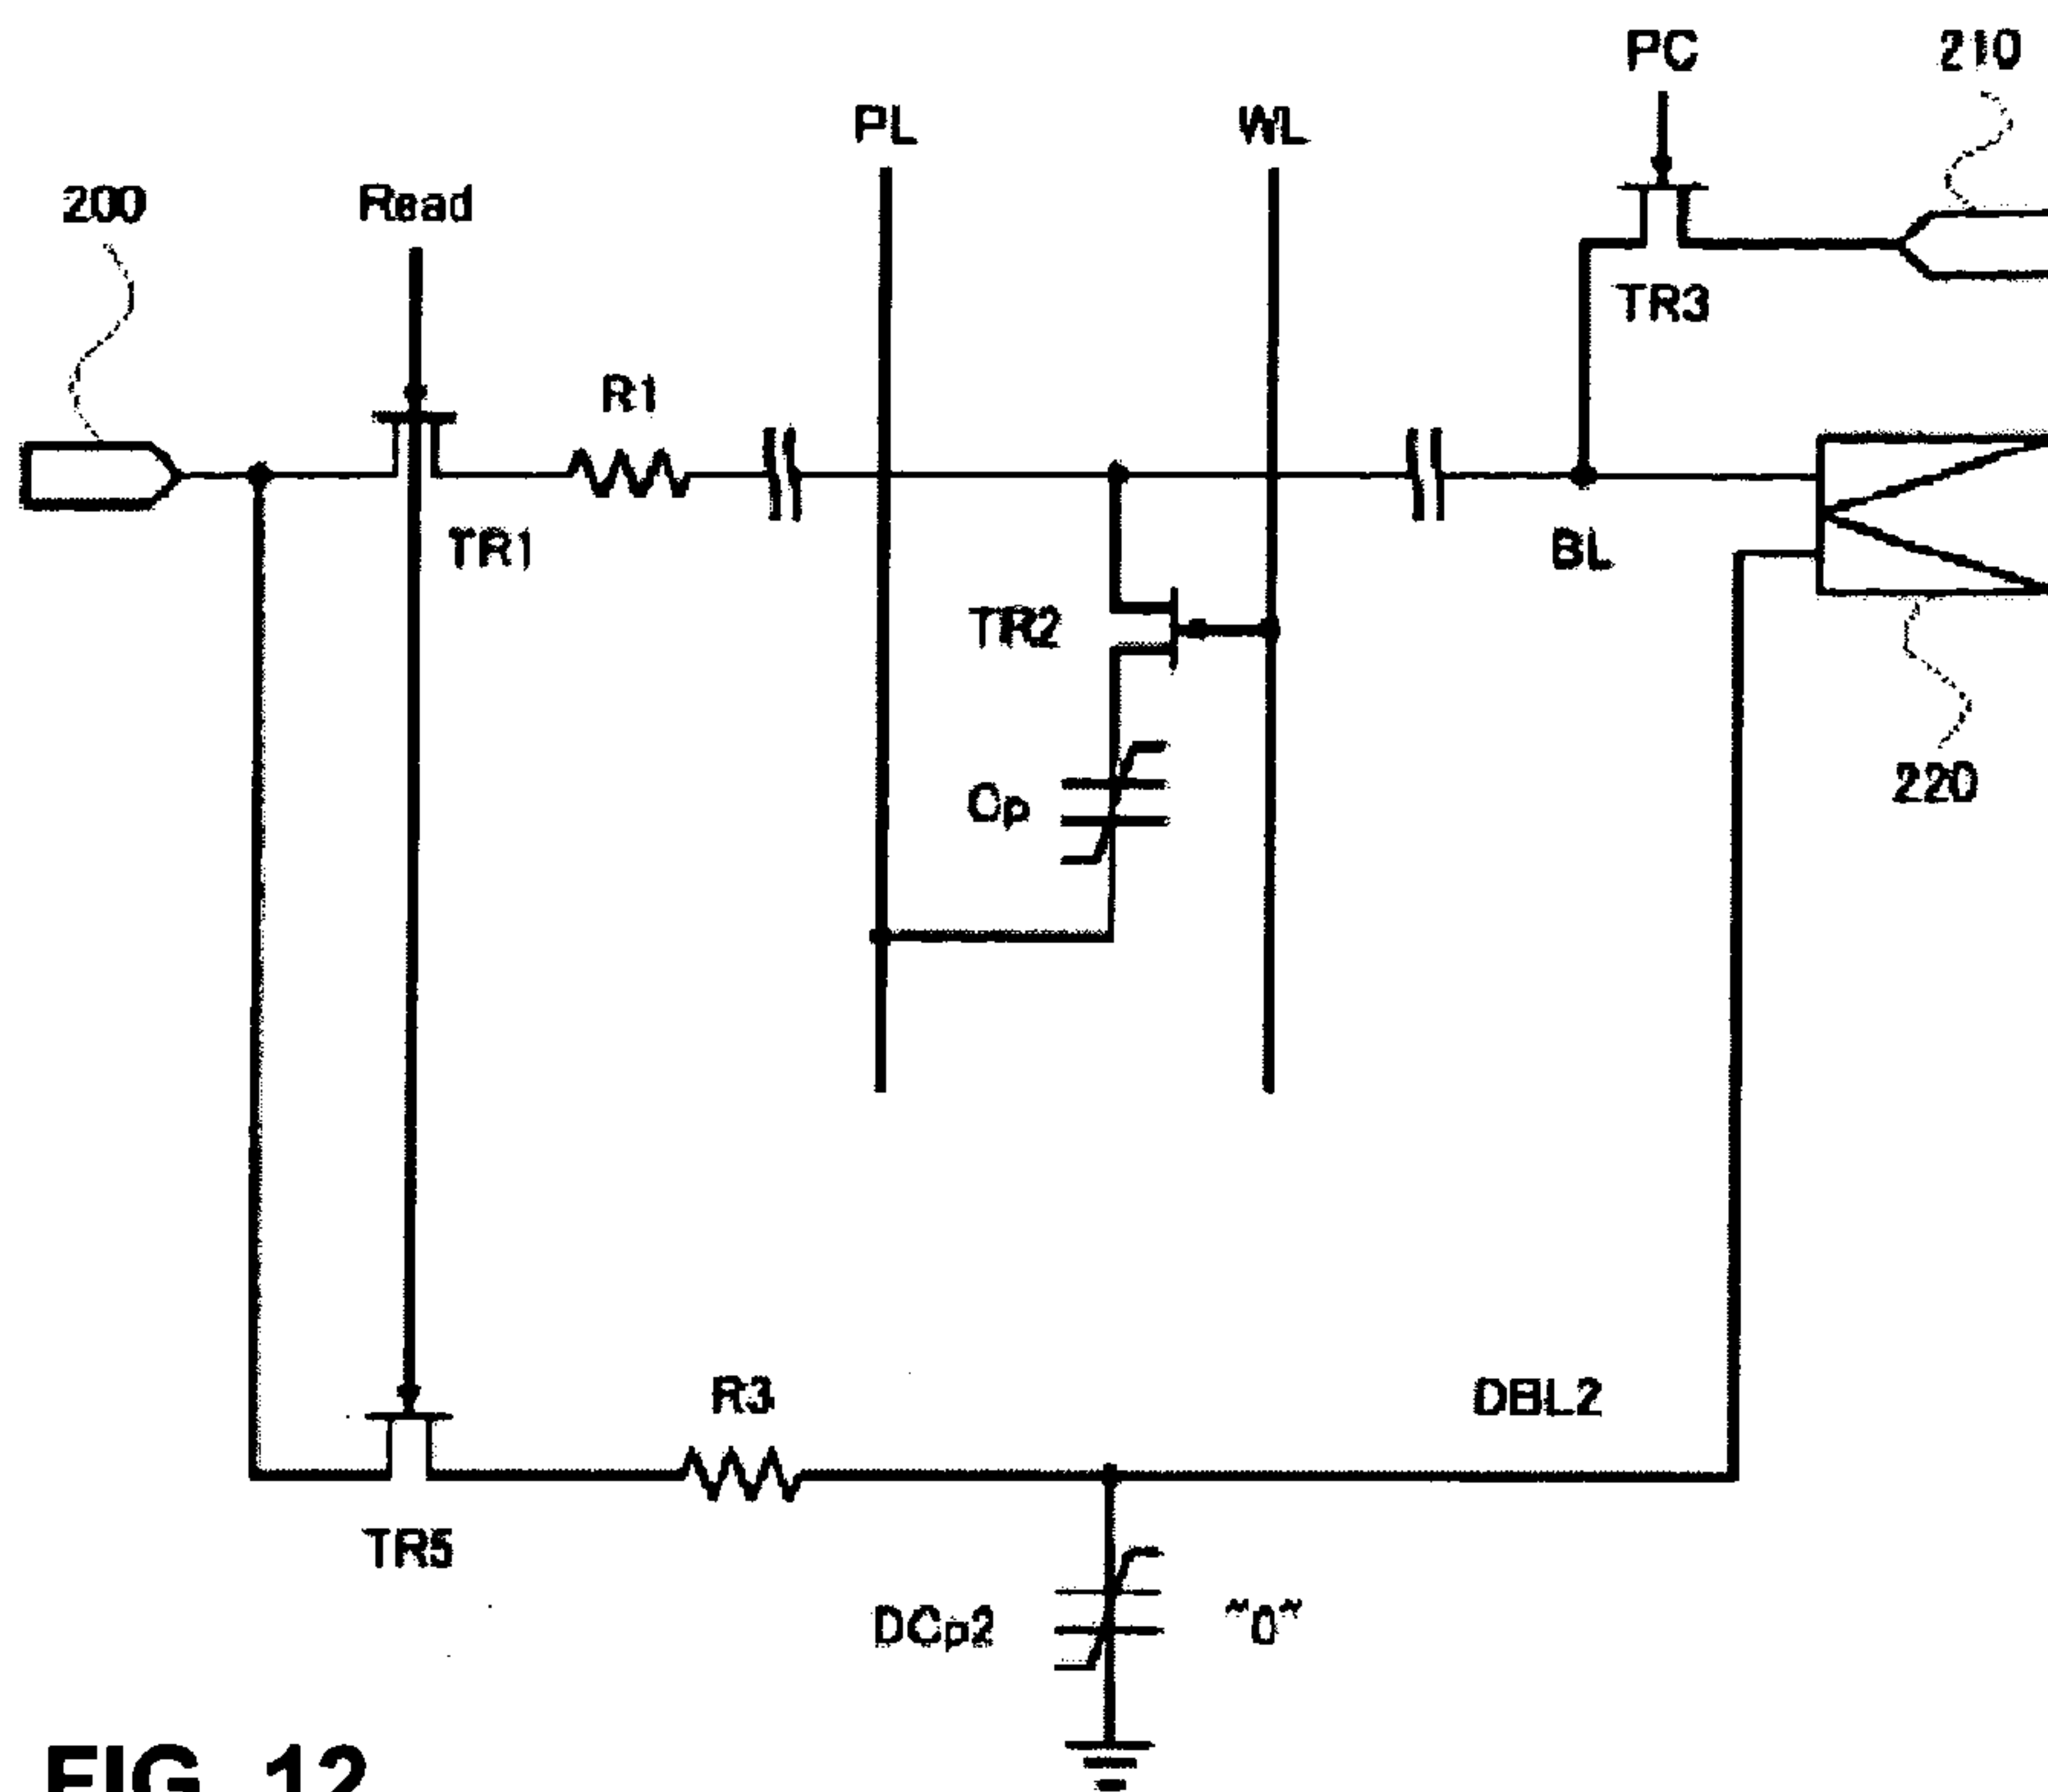 PC
210
PL
WL
200
Read
TR3
R1
TR1
BL
TR2
Cp
220
R3
DBL2
TR5
DCp2
"0"
FIG. 12